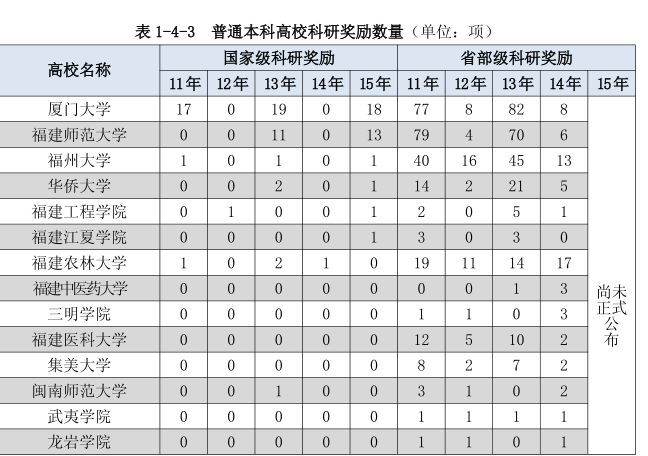 表 1-4-3 普通本科高校科研奖励数量（单位：项）
高校名称 国家级科研奖励 省部级科研奖励
11年 12年 13年 14年 15年 11年 12年 13年 14年 15年
厦门大学 17 0 19 0 18 77 8 82 8
福建师范大学 0 0 11 0 13 79 4 70 6
福州大学 1 0 1 0 1 40 16 45 13
华侨大学 0 0 2 0 1 14 2 21 5
福建工程学院 0 1 0 0 1 2 0 5 1
福建江夏学院 0 0 0 0 1 3 0 3 0
福建农林大学 1 0 2 1 0 19 11 14 17
福建中医药大学 0 0 0 0 0 0 0 1 3
三明学院 0 0 0 0 0 1 1 0 3
福建医科大学 0 0 0 0 0 12 5 10 2
集美大学 0 0 0 0 0 8 2 7 2
闽南师范大学 0 0 1 0 0 3 1 0 2
武夷学院 0 0 0 0 0 1 1 1 1
龙岩学院 0 0 0 0 0 1 1 0 1
尚未
正式
公
布